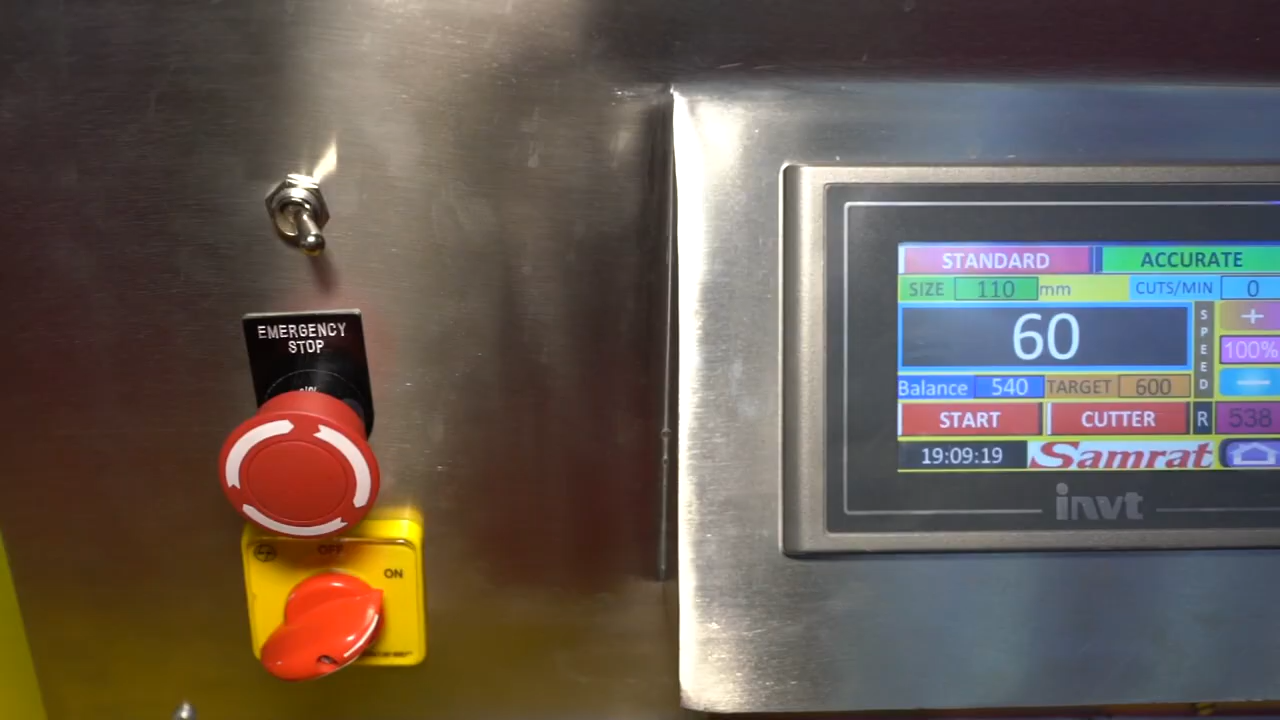 EMERGENCY
STOP
OFF
ON
STANDARD ACCURATE
SIZE 110 mm CUTS/MIN 0
60
SPEED
+
100%
Balance 540 TARGET 600
START CUTTER R 538
19:09:19 Samrat
invt